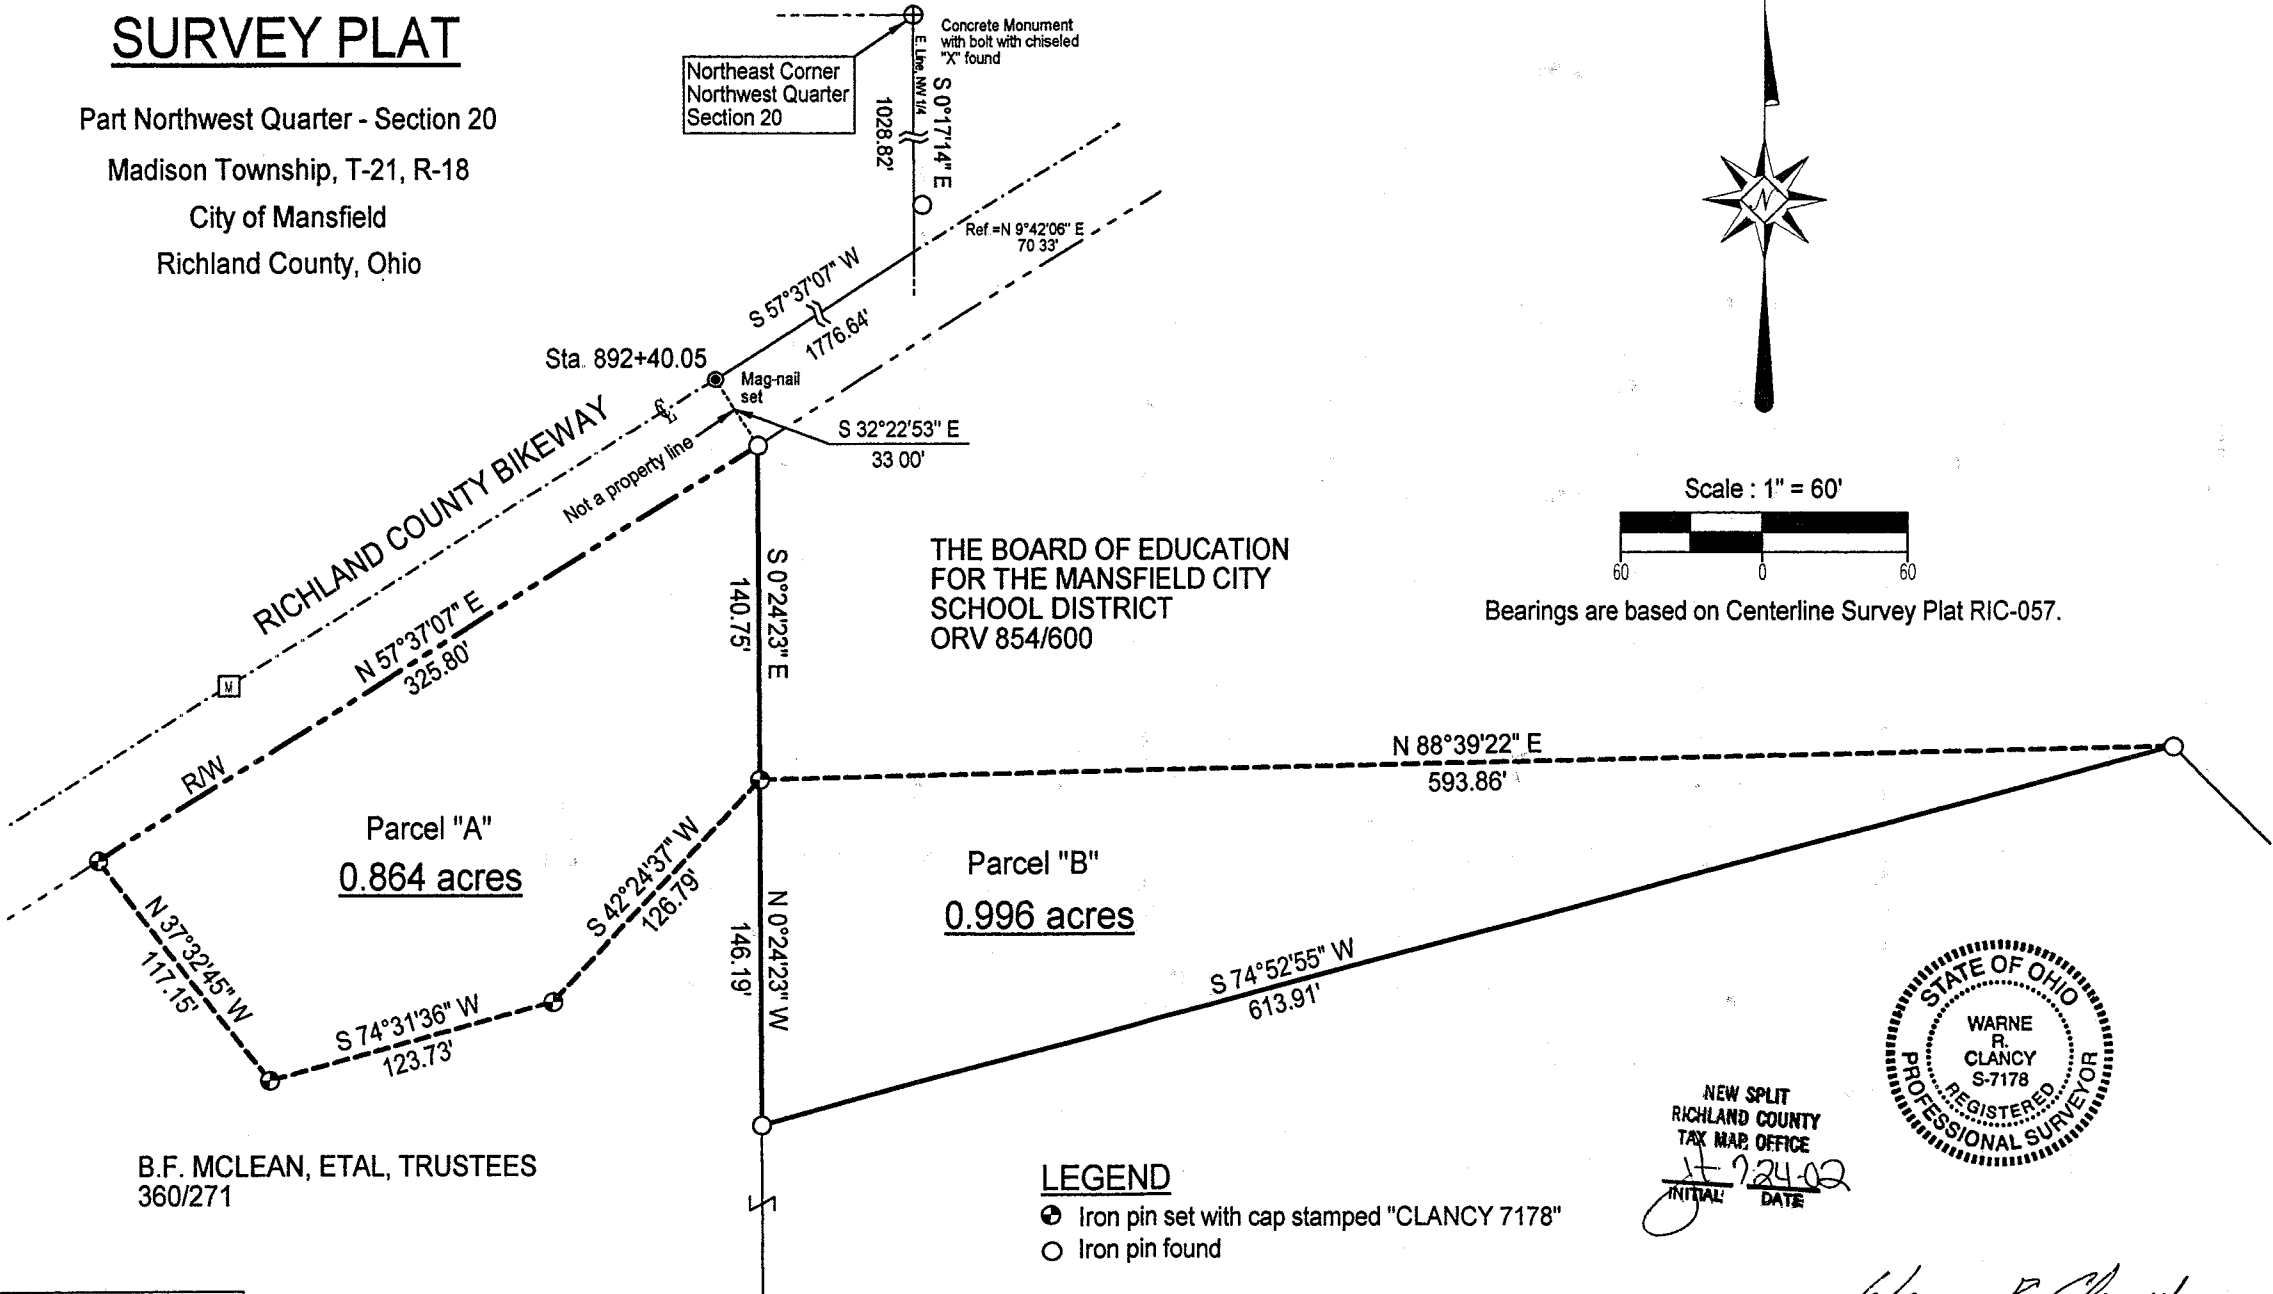 SURVEY PLAT
Part Northwest Quarter - Section 20
Madison Township, T-21, R-18
City of Mansfield
Richland County, Ohio
Northeast Corner
Northwest Quarter
Section 20
Concrete Monument
with bolt with chiseled
"X" found
E. Line, NW 1/4
S 0°17'14" E
1028.82'
Ref.=N 9°42'06" E
70 33'
S 57°37'07" W
1776.64'
Sta. 892+40.05
Mag-nail
set
S 32°22'53" E
33 00'
Not a property line
RICHLAND COUNTY BIKEWAY
N 57°37'07" E
325.80'
M
R/W
S 0°24'23" E
140.75'
THE BOARD OF EDUCATION
FOR THE MANSFIELD CITY
SCHOOL DISTRICT
ORV 854/600
N
Scale : 1" = 60'
60 0 60
Bearings are based on Centerline Survey Plat RIC-057.
N 88°39'22" E
593.86'
Parcel "A"
0.864 acres
S 42°24'37" W
126.79'
Parcel "B"
0.996 acres
N 0°24'23" W
146.19'
N 37°32'45" W
117.15'
S 74°31'36" W
123.73'
S 74°52'55" W
613.91'
STATE OF OHIO
WARNE
R.
CLANCY
S-7178
REGISTERED
PROFESSIONAL SURVEYOR
NEW SPLIT
RICHLAND COUNTY
TAX MAP OFFICE
7-24-02
INITIAL DATE
B.F. MCLEAN, ETAL, TRUSTEES
360/271
LEGEND
Iron pin set with cap stamped "CLANCY 7178"
Iron pin found